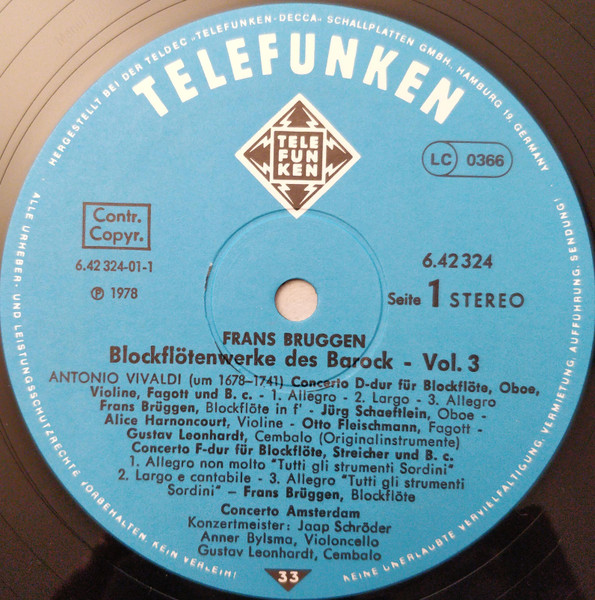 HERGESTELLT BEI DER TELDEC „TELEFUNKEN-DECCA" SCHALLPLATTEN GMBH., HAMBURG 19, GERMANY
TELEFUNKEN
TELE
FUN
KEN
LC 0366
Contr.
Copyr.
6.42 324-01-1
Ⓟ 1978
6.42 324
Seite 1 STEREO
FRANS BRUGGEN
Blockflötenwerke des Barock - Vol. 3
ANTONIO VIVALDI (um 1678–1741) Concerto D-dur für Blockflöte, Oboe,
Violine, Fagott und B. c. - 1. Allegro - 2. Largo - 3. Allegro
Frans Brüggen, Blockflöte in f' - Jürg Schaeftlein, Oboe -
Alice Harnoncourt, Violine - Otto Fleischmann, Fagott -
Gustav Leonhardt, Cembalo (Originalinstrumente)
Concerto F-dur für Blockflöte, Streicher und B. c.
1. Allegro non molto "Tutti gli strumenti Sordini"
2. Largo e cantabile - 3. Allegro "Tutti gli strumenti
Sordini" – Frans Brüggen, Blockflöte
Concerto Amsterdam
Konzertmeister: Jaap Schröder
Anner Bylsma, Violoncello
Gustav Leonhardt, Cembalo
33
ALLE URHEBER- UND LEISTUNGSSCHUTZRECHTE VORBEHALTEN. KEIN VERLEIH!
KEINE UNERLAUBTE VERVIELFÄLTIGUNG, VERMIETUNG, AUFFÜHRUNG, SENDUNG!